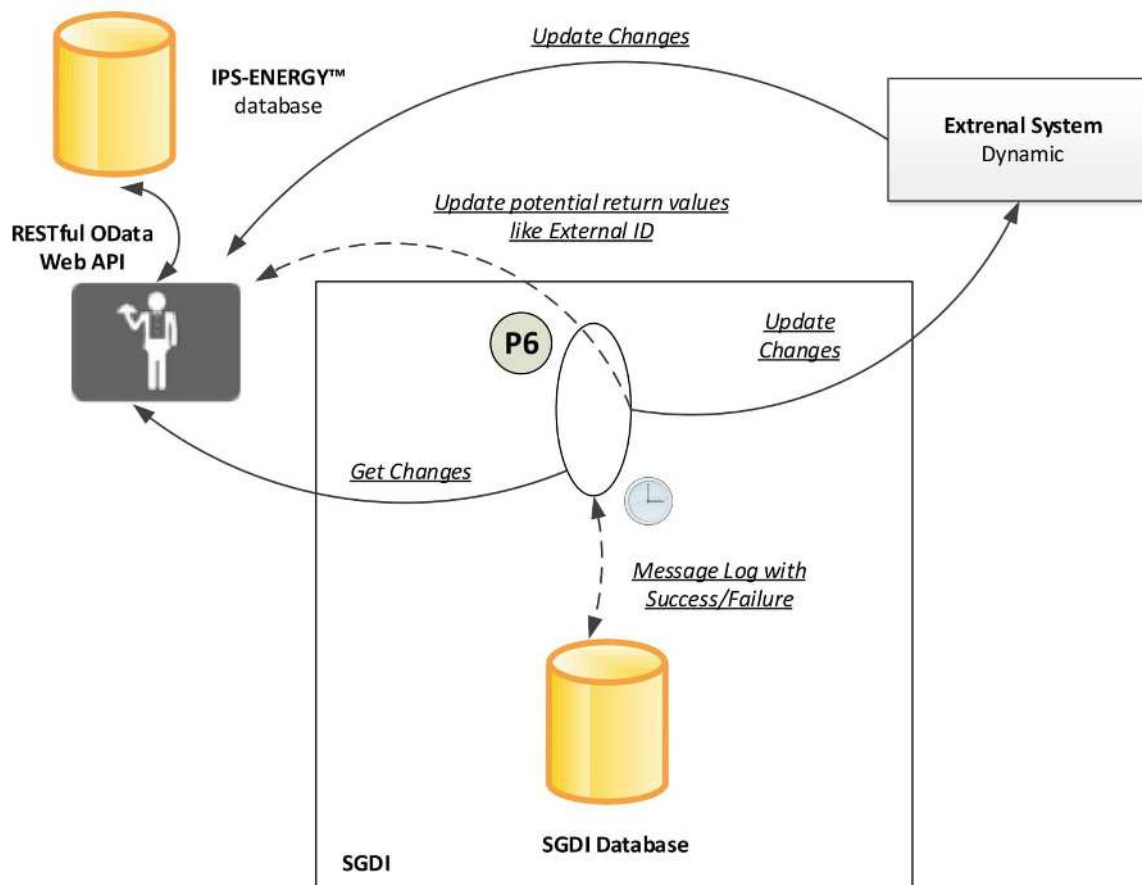 Update Changes
IPS-ENERGY™
database
Extrenal System
Dynamic
Update potential return values
like External ID
RESTful OData
Web API
P6
Update
Changes
Get Changes
Message Log with
Success/Failure
SGDI Database
SGDI